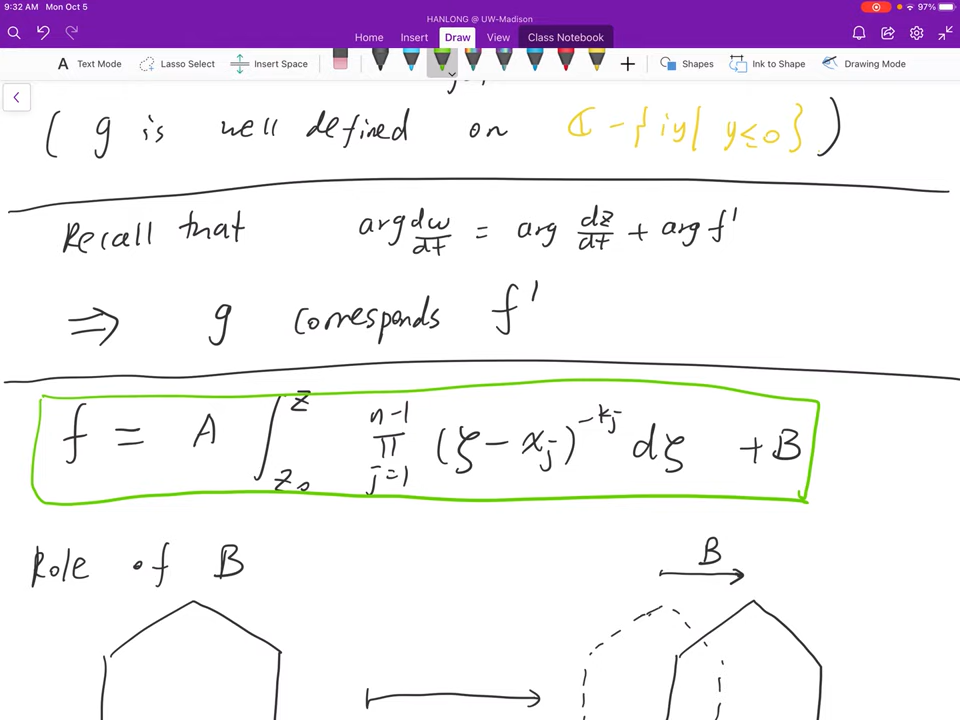 9:32 AM Mon Oct 5
97%
HANLONG @ UW-Madison
Home Insert Draw View Class Notebook
Text Mode Lasso Select Insert Space Shapes Ink to Shape Drawing Mode
( g is well defined on ℂ - { iy | y ≤ 0 } )
Recall that arg dw/dt = arg dz/dt + arg f'
⇒ g corresponds f'
f = A ∫_{z₀}^{z} ∏_{j=1}^{n-1} (ζ - x_j)^{-k_j} dζ + B
Role of B
B